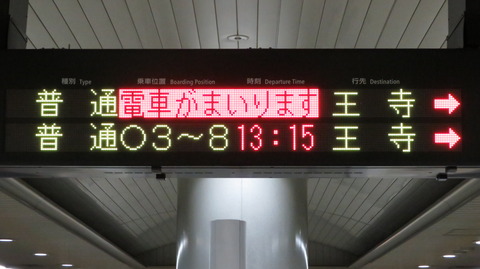 種別 Type 乗車位置 Boarding Position 時刻 Departure Time 行先 Destination
普通 電車がまいります 王寺 →
普通 ○3～8 13:15 王寺 →